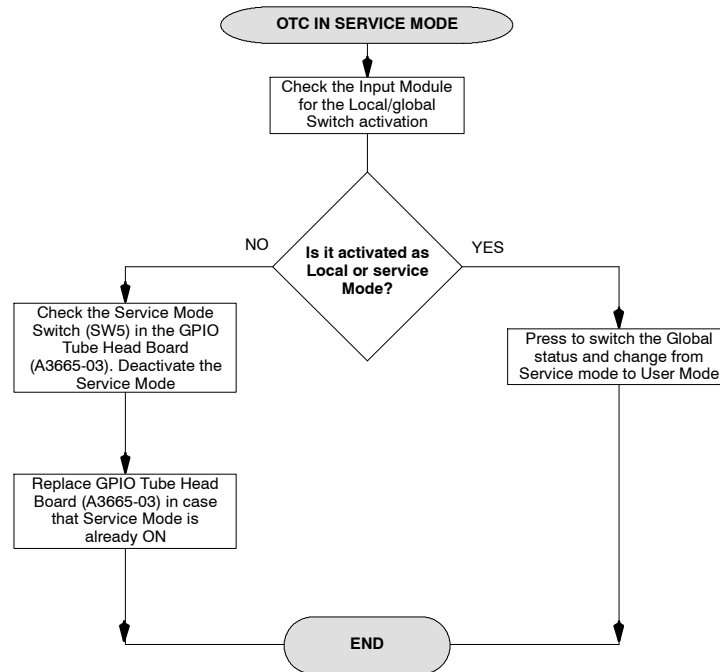 OTC IN SERVICE MODE
Check the Input Module
for the Local/global
Switch activation
NO
Is it activated as
Local or service
Mode?
YES
Check the Service Mode
Switch (SW5) in the GPIO
Tube Head Board
(A3665-03). Deactivate the
Service Mode
Press to switch the Global
status and change from
Service mode to User Mode
Replace GPIO Tube Head
Board (A3665-03) in case
that Service Mode is
already ON
END